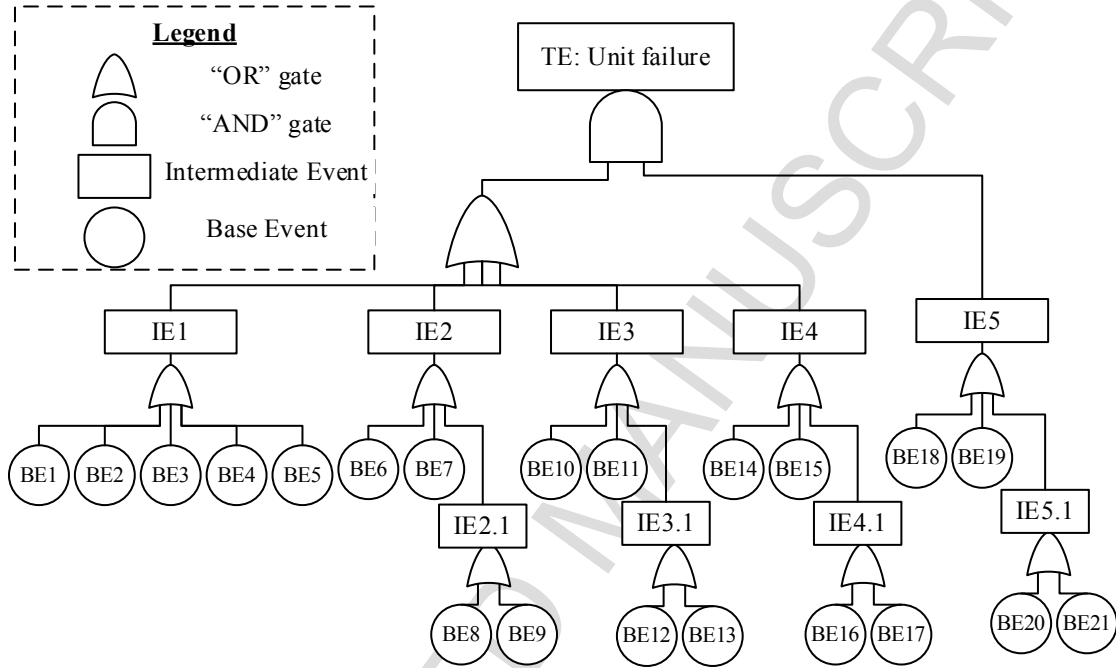 Legend
“OR” gate
“AND” gate
Intermediate Event
Base Event
TE: Unit failure
IE1
IE2
IE3
IE4
IE5
BE1
BE2
BE3
BE4
BE5
BE6
BE7
BE10
BE11
BE14
BE15
BE18
BE19
IE2.1
IE3.1
IE4.1
IE5.1
BE8
BE9
BE12
BE13
BE16
BE17
BE20
BE21
MANUSCRI